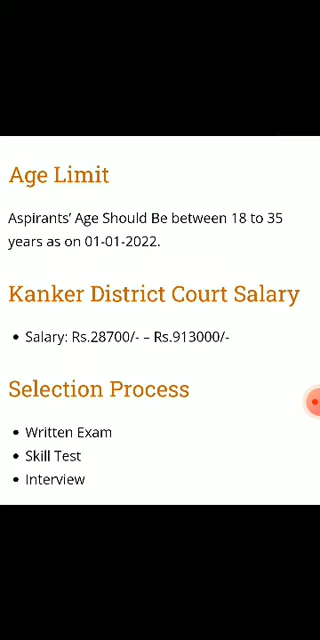 Age Limit
Aspirants' Age Should Be between 18 to 35
years as on 01-01-2022.
Kanker District Court Salary
• Salary: Rs.28700/- – Rs.913000/-
Selection Process
• Written Exam
• Skill Test
• Interview